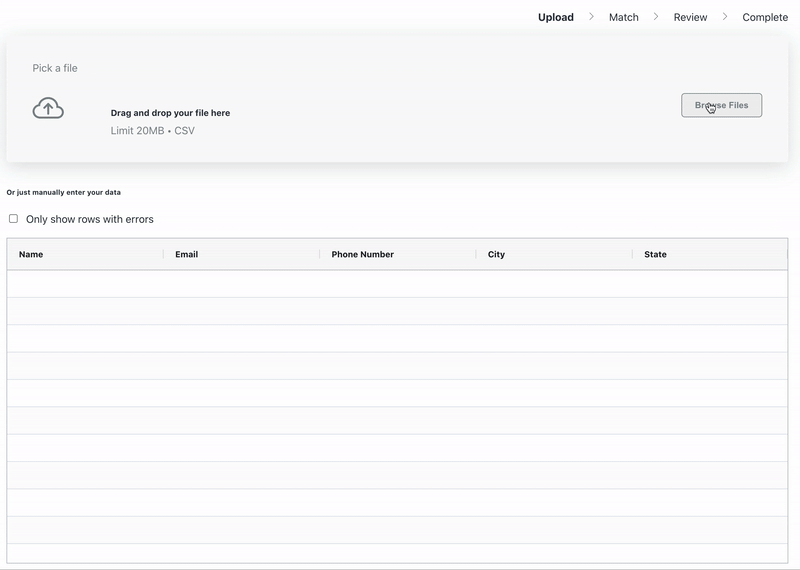 Upload Match Review Complete
Pick a file
Drag and drop your file here
Limit 20MB • CSV
Browse Files
Or just manually enter your data
Only show rows with errors
Name Email Phone Number City State